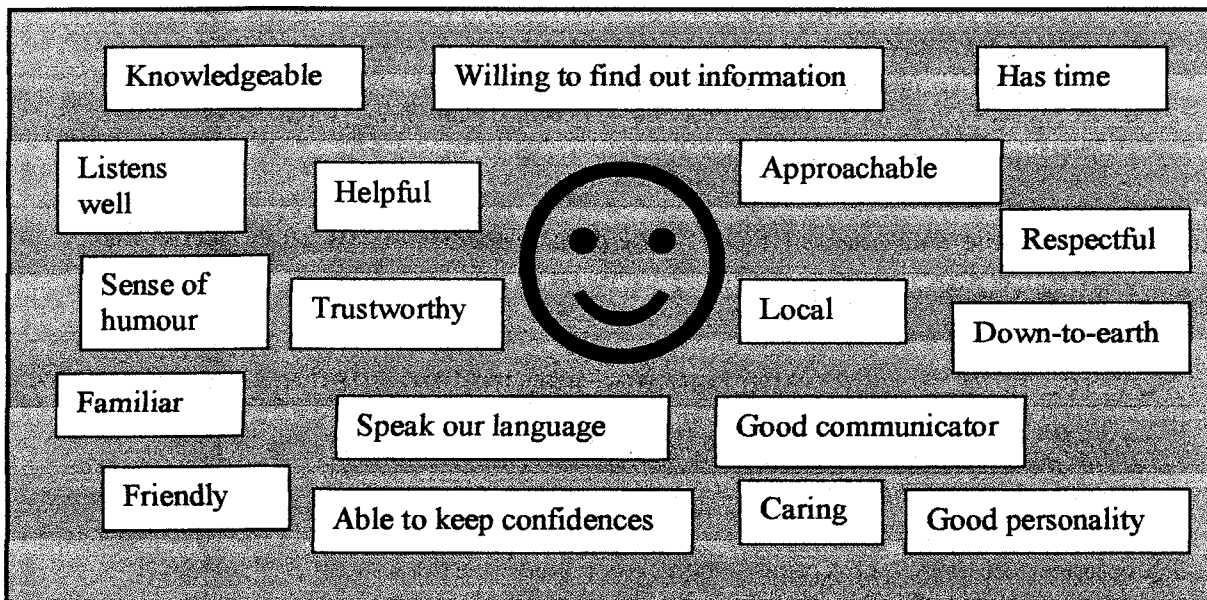 Knowledgeable
Willing to find out information
Has time
Listens
well
Helpful
Approachable
Respectful
Sense of
humour
Trustworthy
Local
Down-to-earth
Familiar
Speak our language
Good communicator
Friendly
Able to keep confidences
Caring
Good personality